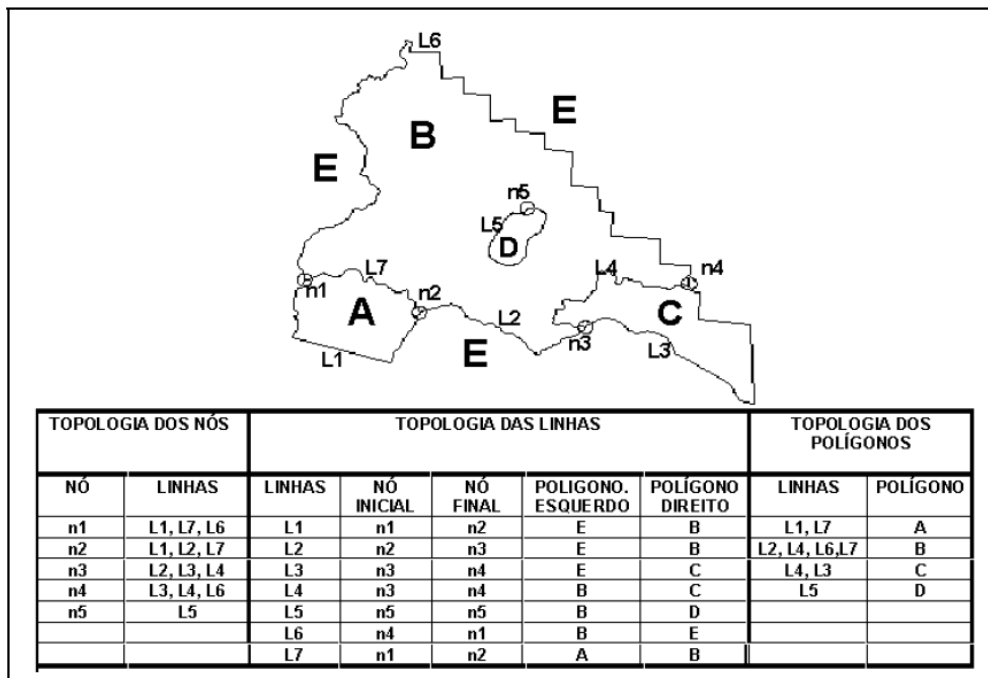 L6
E
B
E
n5
L5
D
n4
L4
L7
n1
n2
A
C
L2
n3
E
L3
L1
TOPOLOGIA DOS NÓS TOPOLOGIA DAS LINHAS TOPOLOGIA DOS POLÍGONOS
NÓ LINHAS LINHAS NÓ INICIAL NÓ FINAL POLIGONO. ESQUERDO POLÍGONO DIREITO LINHAS POLÍGONO
n1 L1, L7, L6 L1 n1 n2 E B L1, L7 A
n2 L1, L2, L7 L2 n2 n3 E B L2, L4, L6,L7 B
n3 L2, L3, L4 L3 n3 n4 E C L4, L3 C
n4 L3, L4, L6 L4 n3 n4 B C L5 D
n5 L5 L5 n5 n5 B D
L6 n4 n1 B E
L7 n1 n2 A B